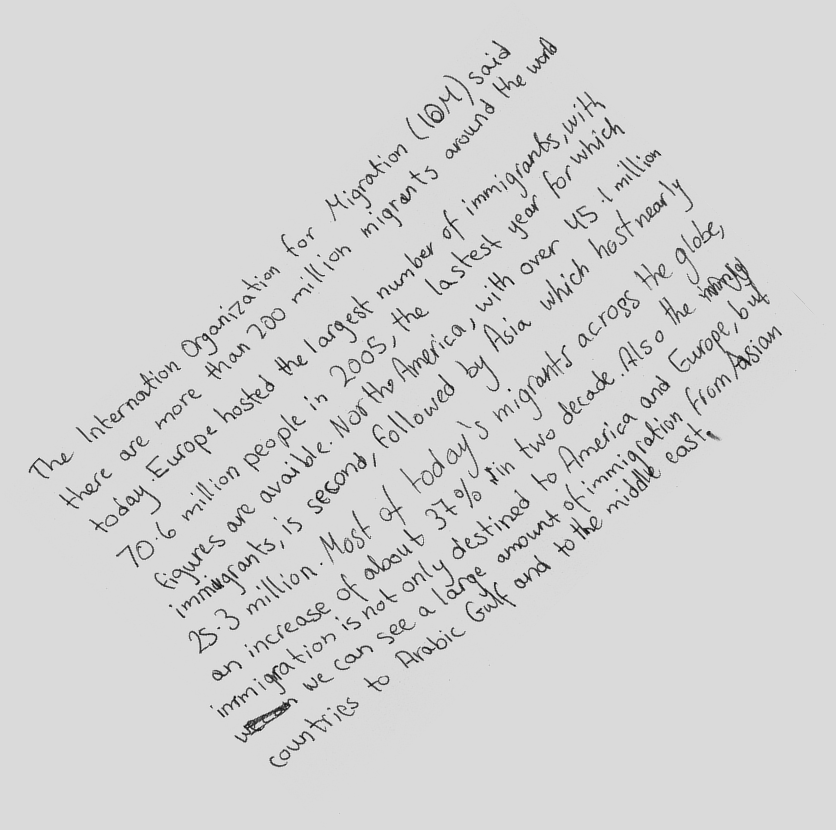 The Internation Organization for Migration (IOM) said
there are more than 200 million migrants around the world
today Europe hosted the largest number of immigrants, with
70.6 million people in 2005, the lastest year for which
figures are avaible. North America, with over 45.1 million
immigrants, is second, followed by Asia which host nearly
25.3 million. Most of today's migrants across the globe,
an increase of about 37% in two decade. Also the
immigration is not only destined to America and Europe, but
we can see a large amount of immigration from Asian
countries to Arabic Gulf and to the middle east.